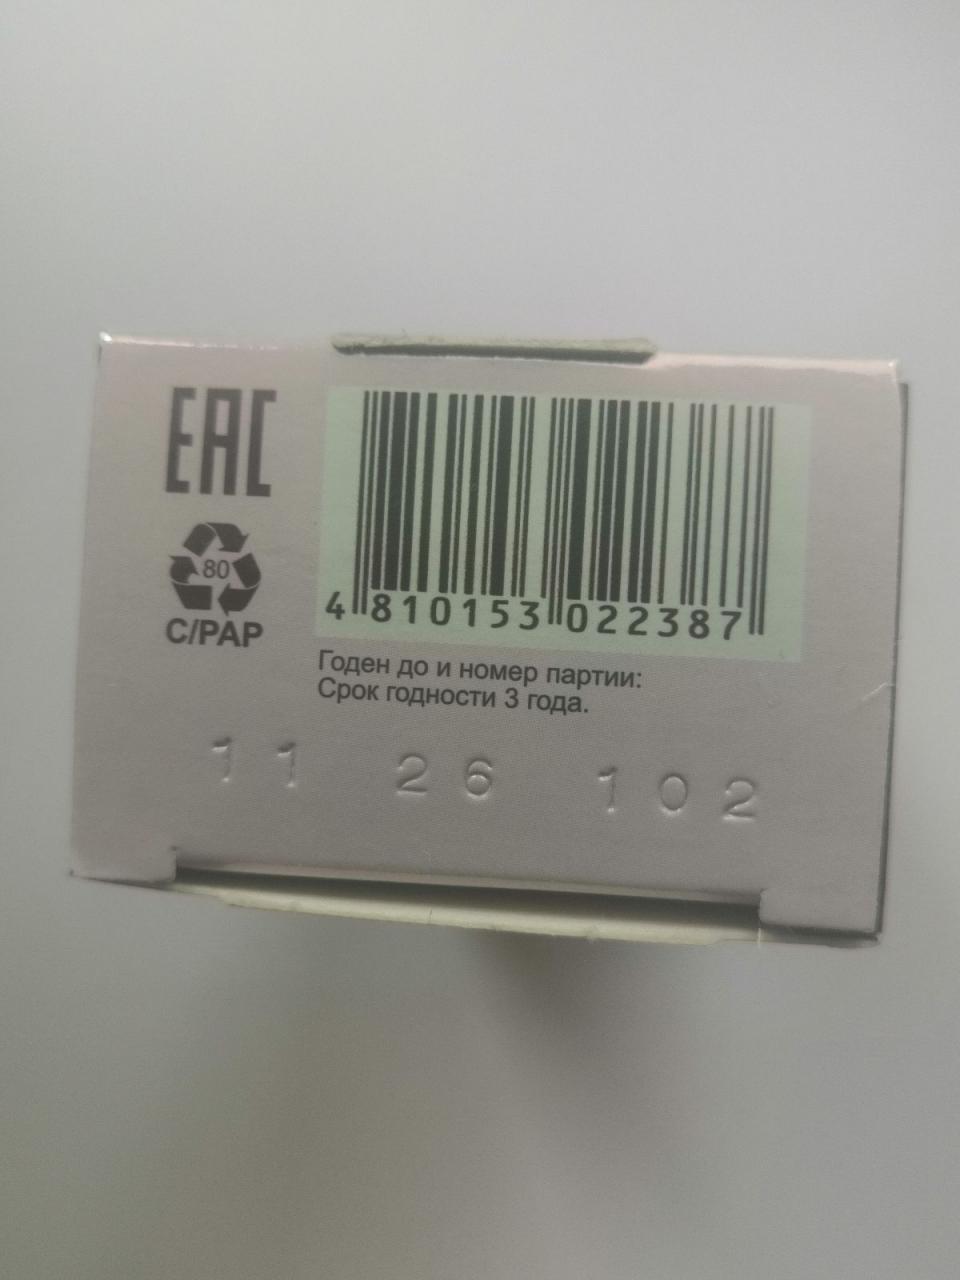 EAC
80
C/PAP
4 810153 022387
Годен до и номер партии:
Срок годности 3 года.
11 26 102